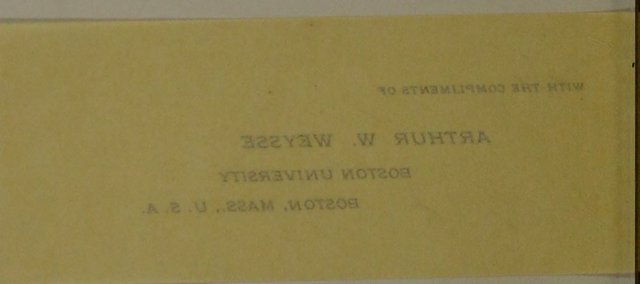 WITH THE COMPLIMENTS OF
ARTHUR W. WEYSSE
BOSTON UNIVERSITY
BOSTON, MASS., U. S. A.